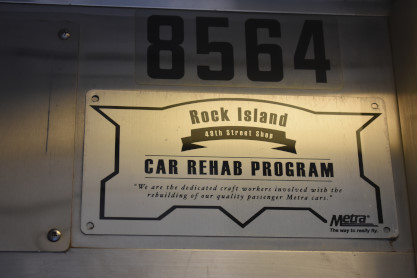 8564
Rock Island
49th Street Shop
CAR REHAB PROGRAM
"We are the dedicated craft workers involved with the
rebuilding of our quality passenger Metra cars."
Metra
The way to really fly.